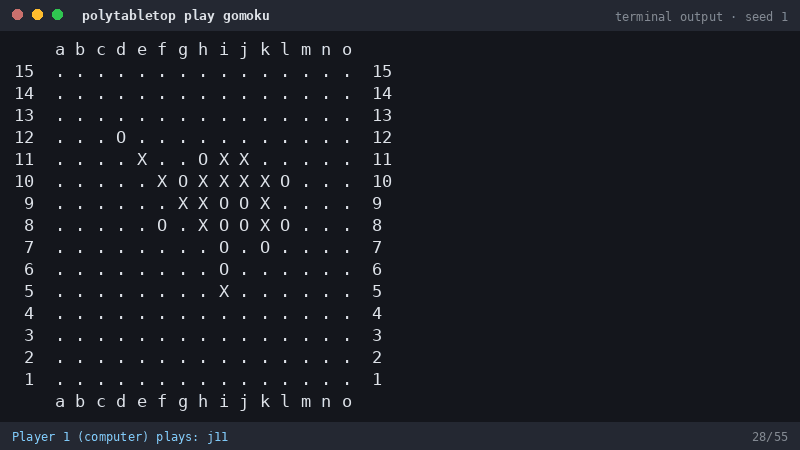 polytabletop play gomoku
terminal output · seed 1
a b c d e f g h i j k l m n o
15 . . . . . . . . . . . . . . . 15
14 . . . . . . . . . . . . . . . 14
13 . . . . . . . . . . . . . . . 13
12 . . . O . . . . . . . . . . . 12
11 . . . . X . . O X X . . . . . 11
10 . . . . . X O X X X X O . . . 10
9 . . . . . . X X O O X . . . . 9
8 . . . . . O . X O O X O . . . 8
7 . . . . . . . . O . O . . . . 7
6 . . . . . . . . O . . . . . . 6
5 . . . . . . . . X . . . . . . 5
4 . . . . . . . . . . . . . . . 4
3 . . . . . . . . . . . . . . . 3
2 . . . . . . . . . . . . . . . 2
1 . . . . . . . . . . . . . . . 1
a b c d e f g h i j k l m n o
Player 1 (computer) plays: j11
28/55